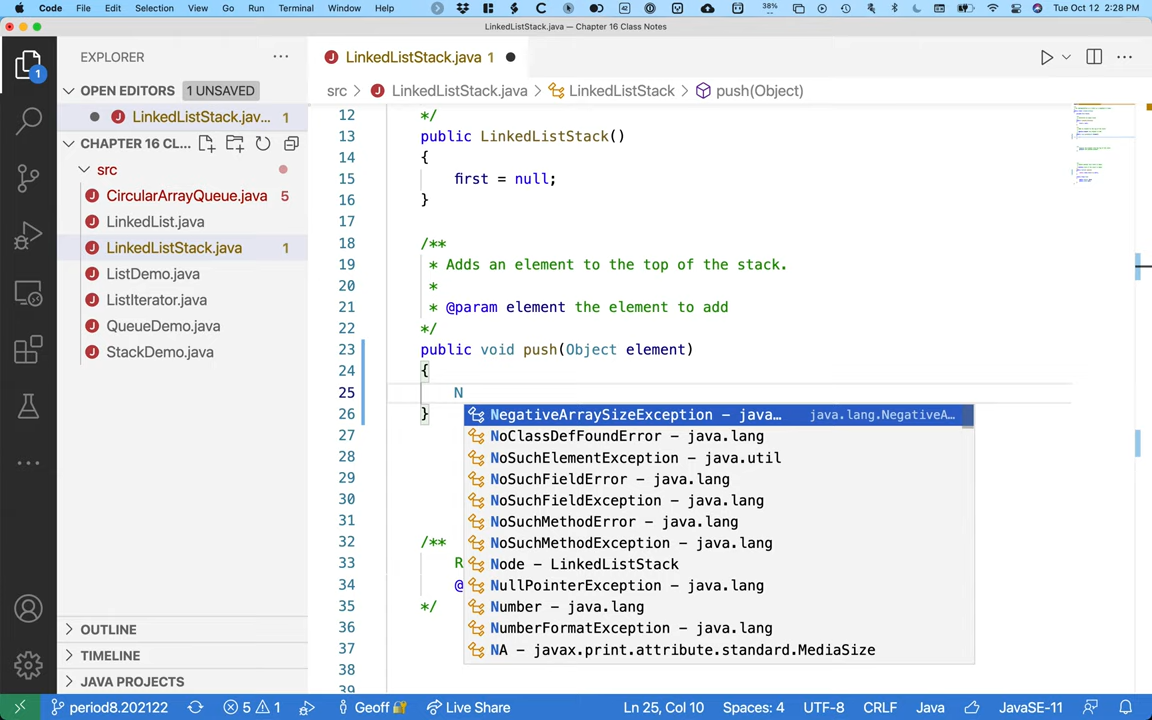 Code File Edit Selection View Go Run Terminal Window Help 42 38% Tue Oct 12 2:28 PM
LinkedListStack.java — Chapter 16 Class Notes
EXPLORER
LinkedListStack.java 1
OPEN EDITORS 1 UNSAVED
src > LinkedListStack.java > LinkedListStack > push(Object)
LinkedListStack.jav... 1
CHAPTER 16 CL...
src
CircularArrayQueue.java 5
LinkedList.java
LinkedListStack.java 1
ListDemo.java
ListIterator.java
QueueDemo.java
StackDemo.java
OUTLINE
TIMELINE
JAVA PROJECTS
1
12 */
13 public LinkedListStack()
14 {
15 first = null;
16 }
17
18 /**
19 * Adds an element to the top of the stack.
20 *
21 * @param element the element to add
22 */
23 public void push(Object element)
24 {
25 N
26 }
27
28
29
30
31
32 /**
33 R
34 @
35 */
36
37
38
39
NegativeArraySizeException – java… java.lang.NegativeA…
NoClassDefFoundError – java.lang
NoSuchElementException – java.util
NoSuchFieldError – java.lang
NoSuchFieldException – java.lang
NoSuchMethodError – java.lang
NoSuchMethodException – java.lang
Node – LinkedListStack
NullPointerException – java.lang
Number – java.lang
NumberFormatException – java.lang
NA – javax.print.attribute.standard.MediaSize
period8.202122 5 1 Geoff Live Share Ln 25, Col 10 Spaces: 4 UTF-8 CRLF Java JavaSE-11